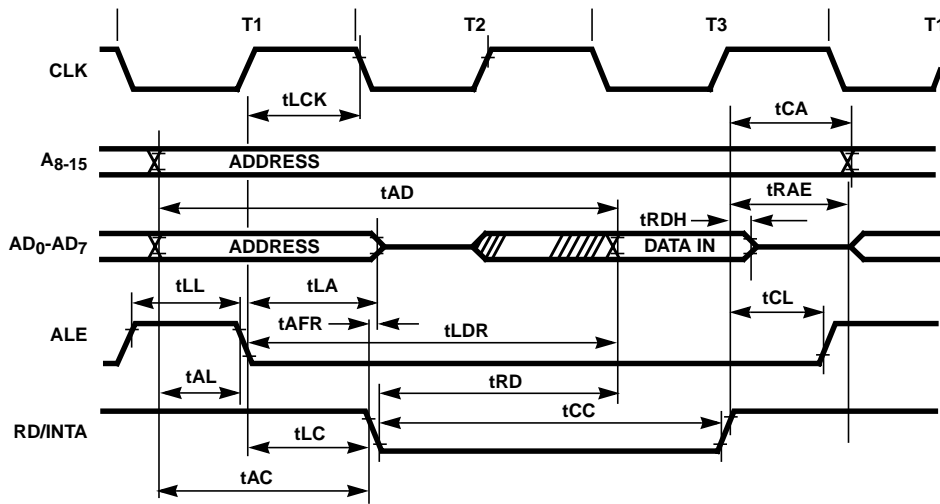 T1 T2 T3 T1
CLK
tLCK
tCA
A8-15
ADDRESS
tAD
tRAE
tRDH
AD0-AD7
ADDRESS
DATA IN
tLL
tLA
tCL
tAFR
tLDR
ALE
tAL
tRD
tCC
RD/INTA
tLC
tAC